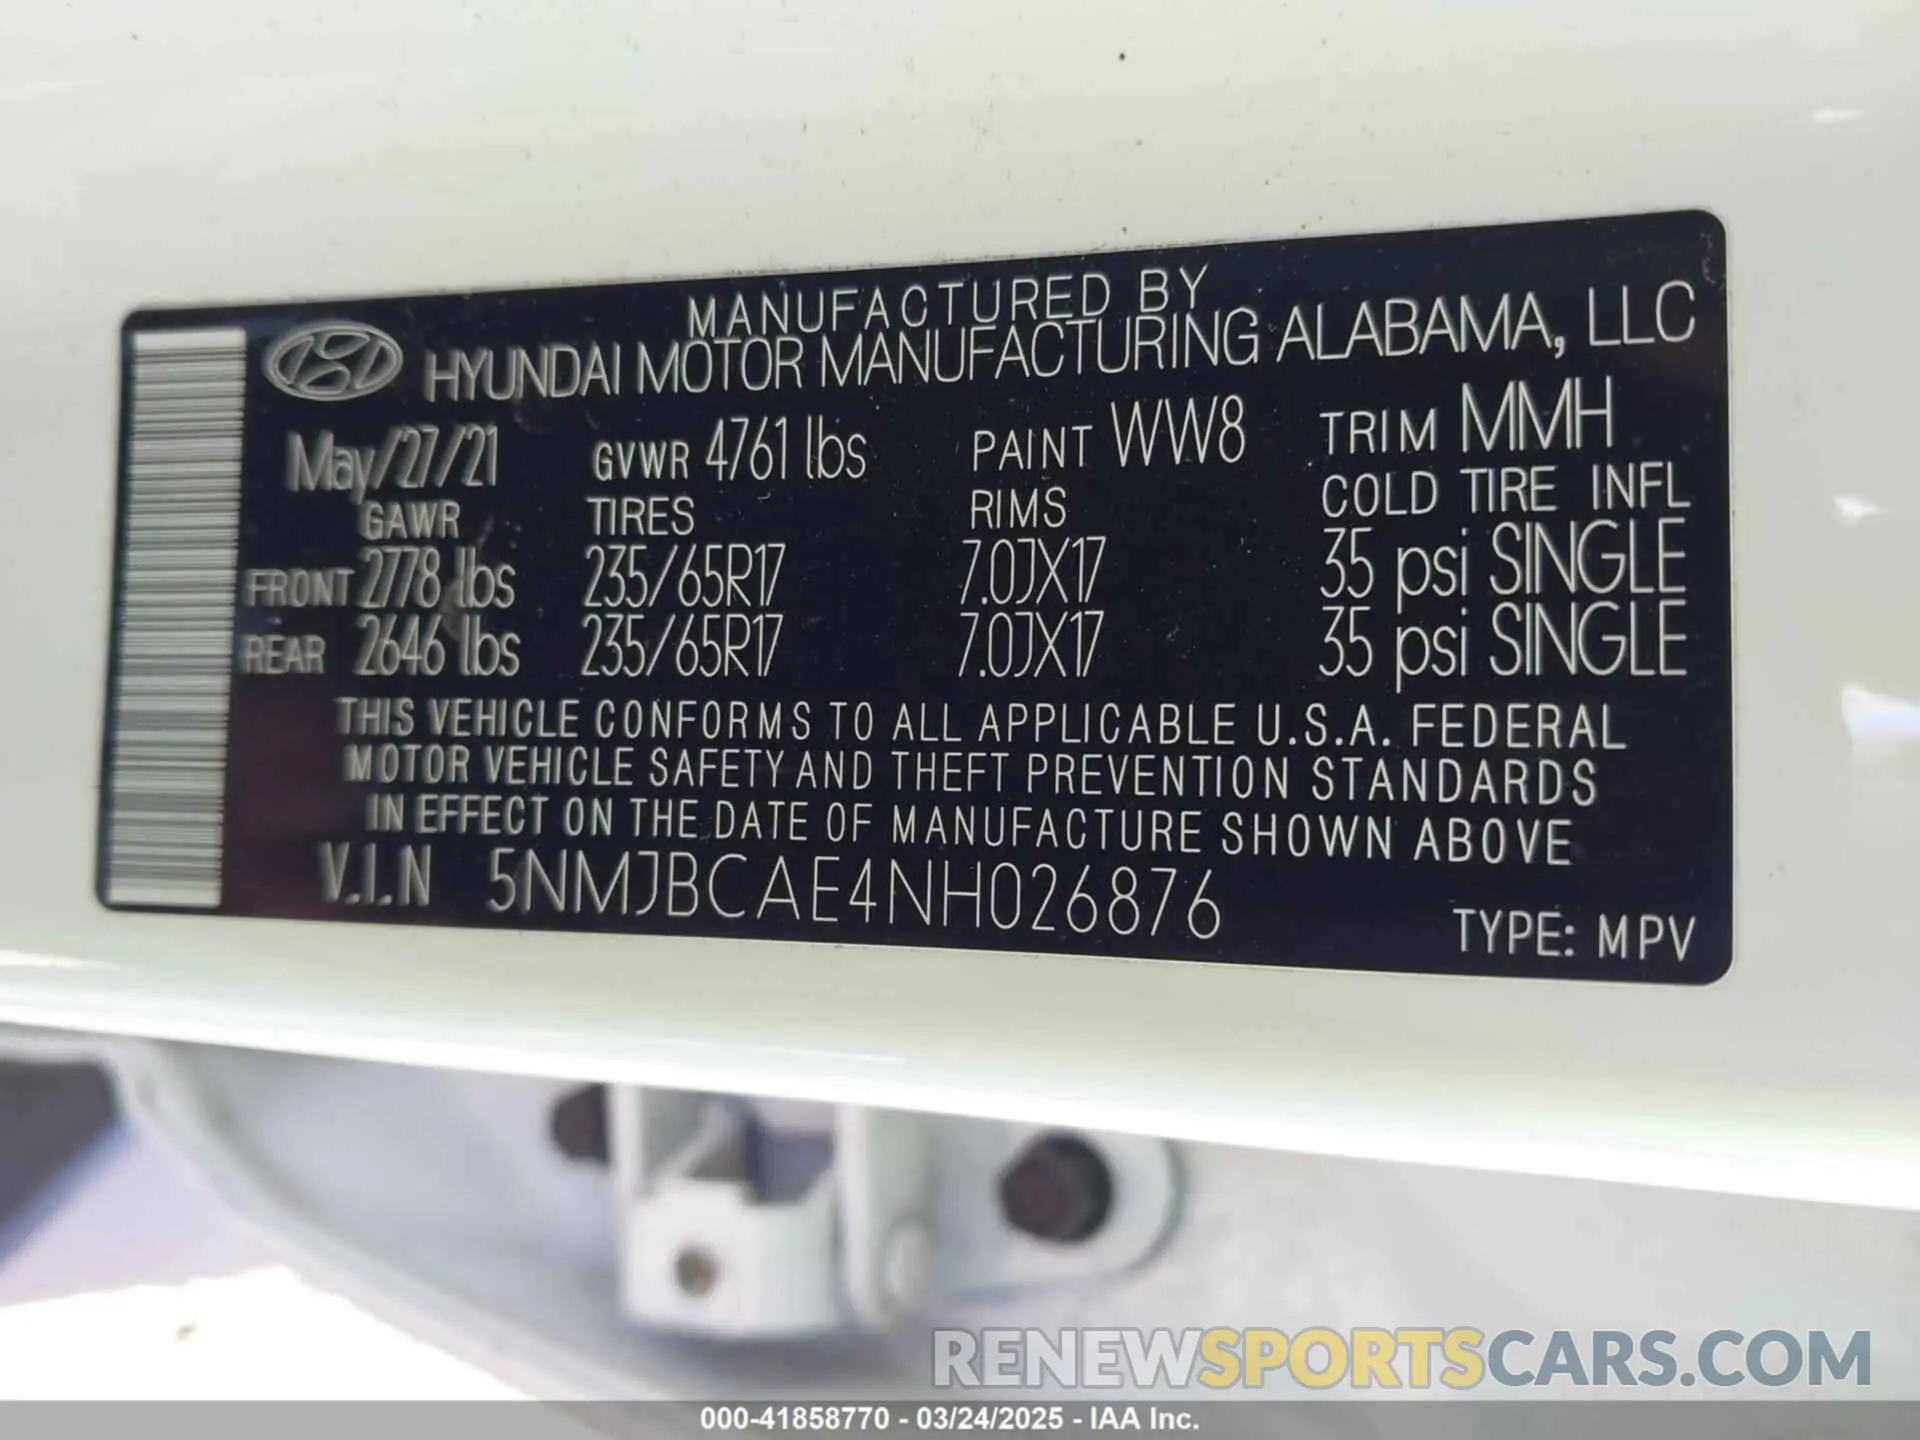 MANUFACTURED BY
HYUNDAI MOTOR MANUFACTURING ALABAMA, LLC
May/27/21 GVWR 4761 lbs PAINT WW8 TRIM MMH
GAWR TIRES RIMS COLD TIRE INFL
FRONT 2778 lbs 235/65R17 7.0JX17 35 psi SINGLE
REAR 2646 lbs 235/65R17 7.0JX17 35 psi SINGLE
THIS VEHICLE CONFORMS TO ALL APPLICABLE U.S.A. FEDERAL
MOTOR VEHICLE SAFETY AND THEFT PREVENTION STANDARDS
IN EFFECT ON THE DATE OF MANUFACTURE SHOWN ABOVE
V.I.N 5NMJBCAE4NH026876
TYPE: MPV
RENEWSPORTSCARS.COM
000-41858770 - 03/24/2025 - IAA Inc.